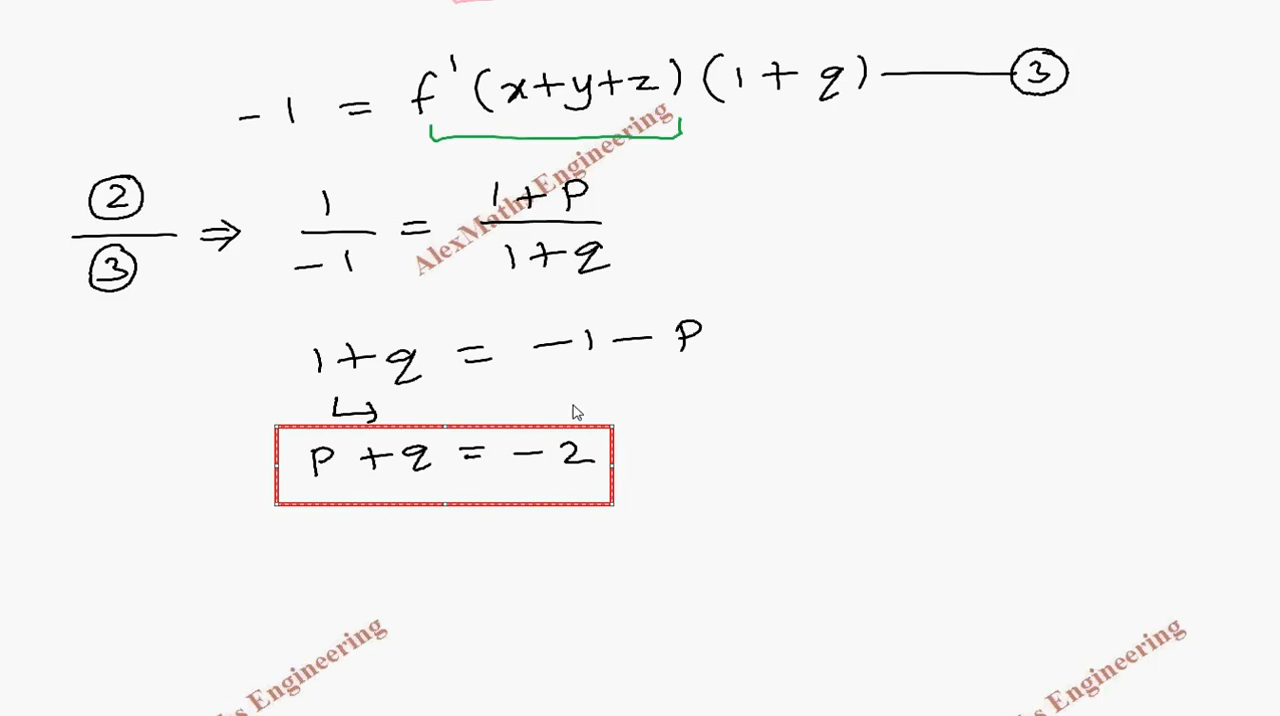 -1 = f'(x+y+z)(1+q) ——— ③
②/③ ⇒ 1/-1 = 1+p/1+q
AlexMaths Engineering
1+q = -1-p
p+q = -2
s Engineering
Engineering